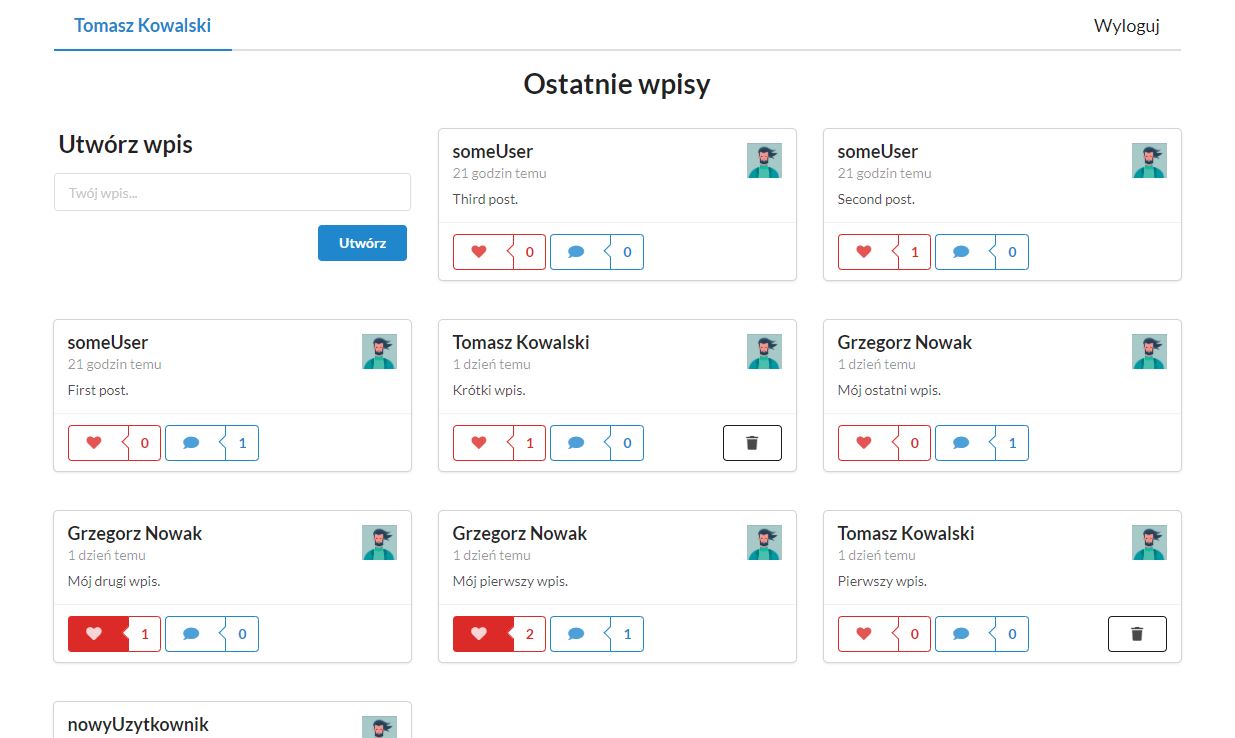 Tomasz Kowalski
Wyloguj
Ostatnie wpisy
Utwórz wpis
Twój wpis...
Utwórz
someUser
21 godzin temu
Third post.
0
0
someUser
21 godzin temu
Second post.
1
0
someUser
21 godzin temu
First post.
0
1
Tomasz Kowalski
1 dzień temu
Krótki wpis.
1
0
Grzegorz Nowak
1 dzień temu
Mój ostatni wpis.
0
1
Grzegorz Nowak
1 dzień temu
Mój drugi wpis.
1
0
Grzegorz Nowak
1 dzień temu
Mój pierwszy wpis.
2
1
Tomasz Kowalski
1 dzień temu
Pierwszy wpis.
0
0
nowyUzytkownik